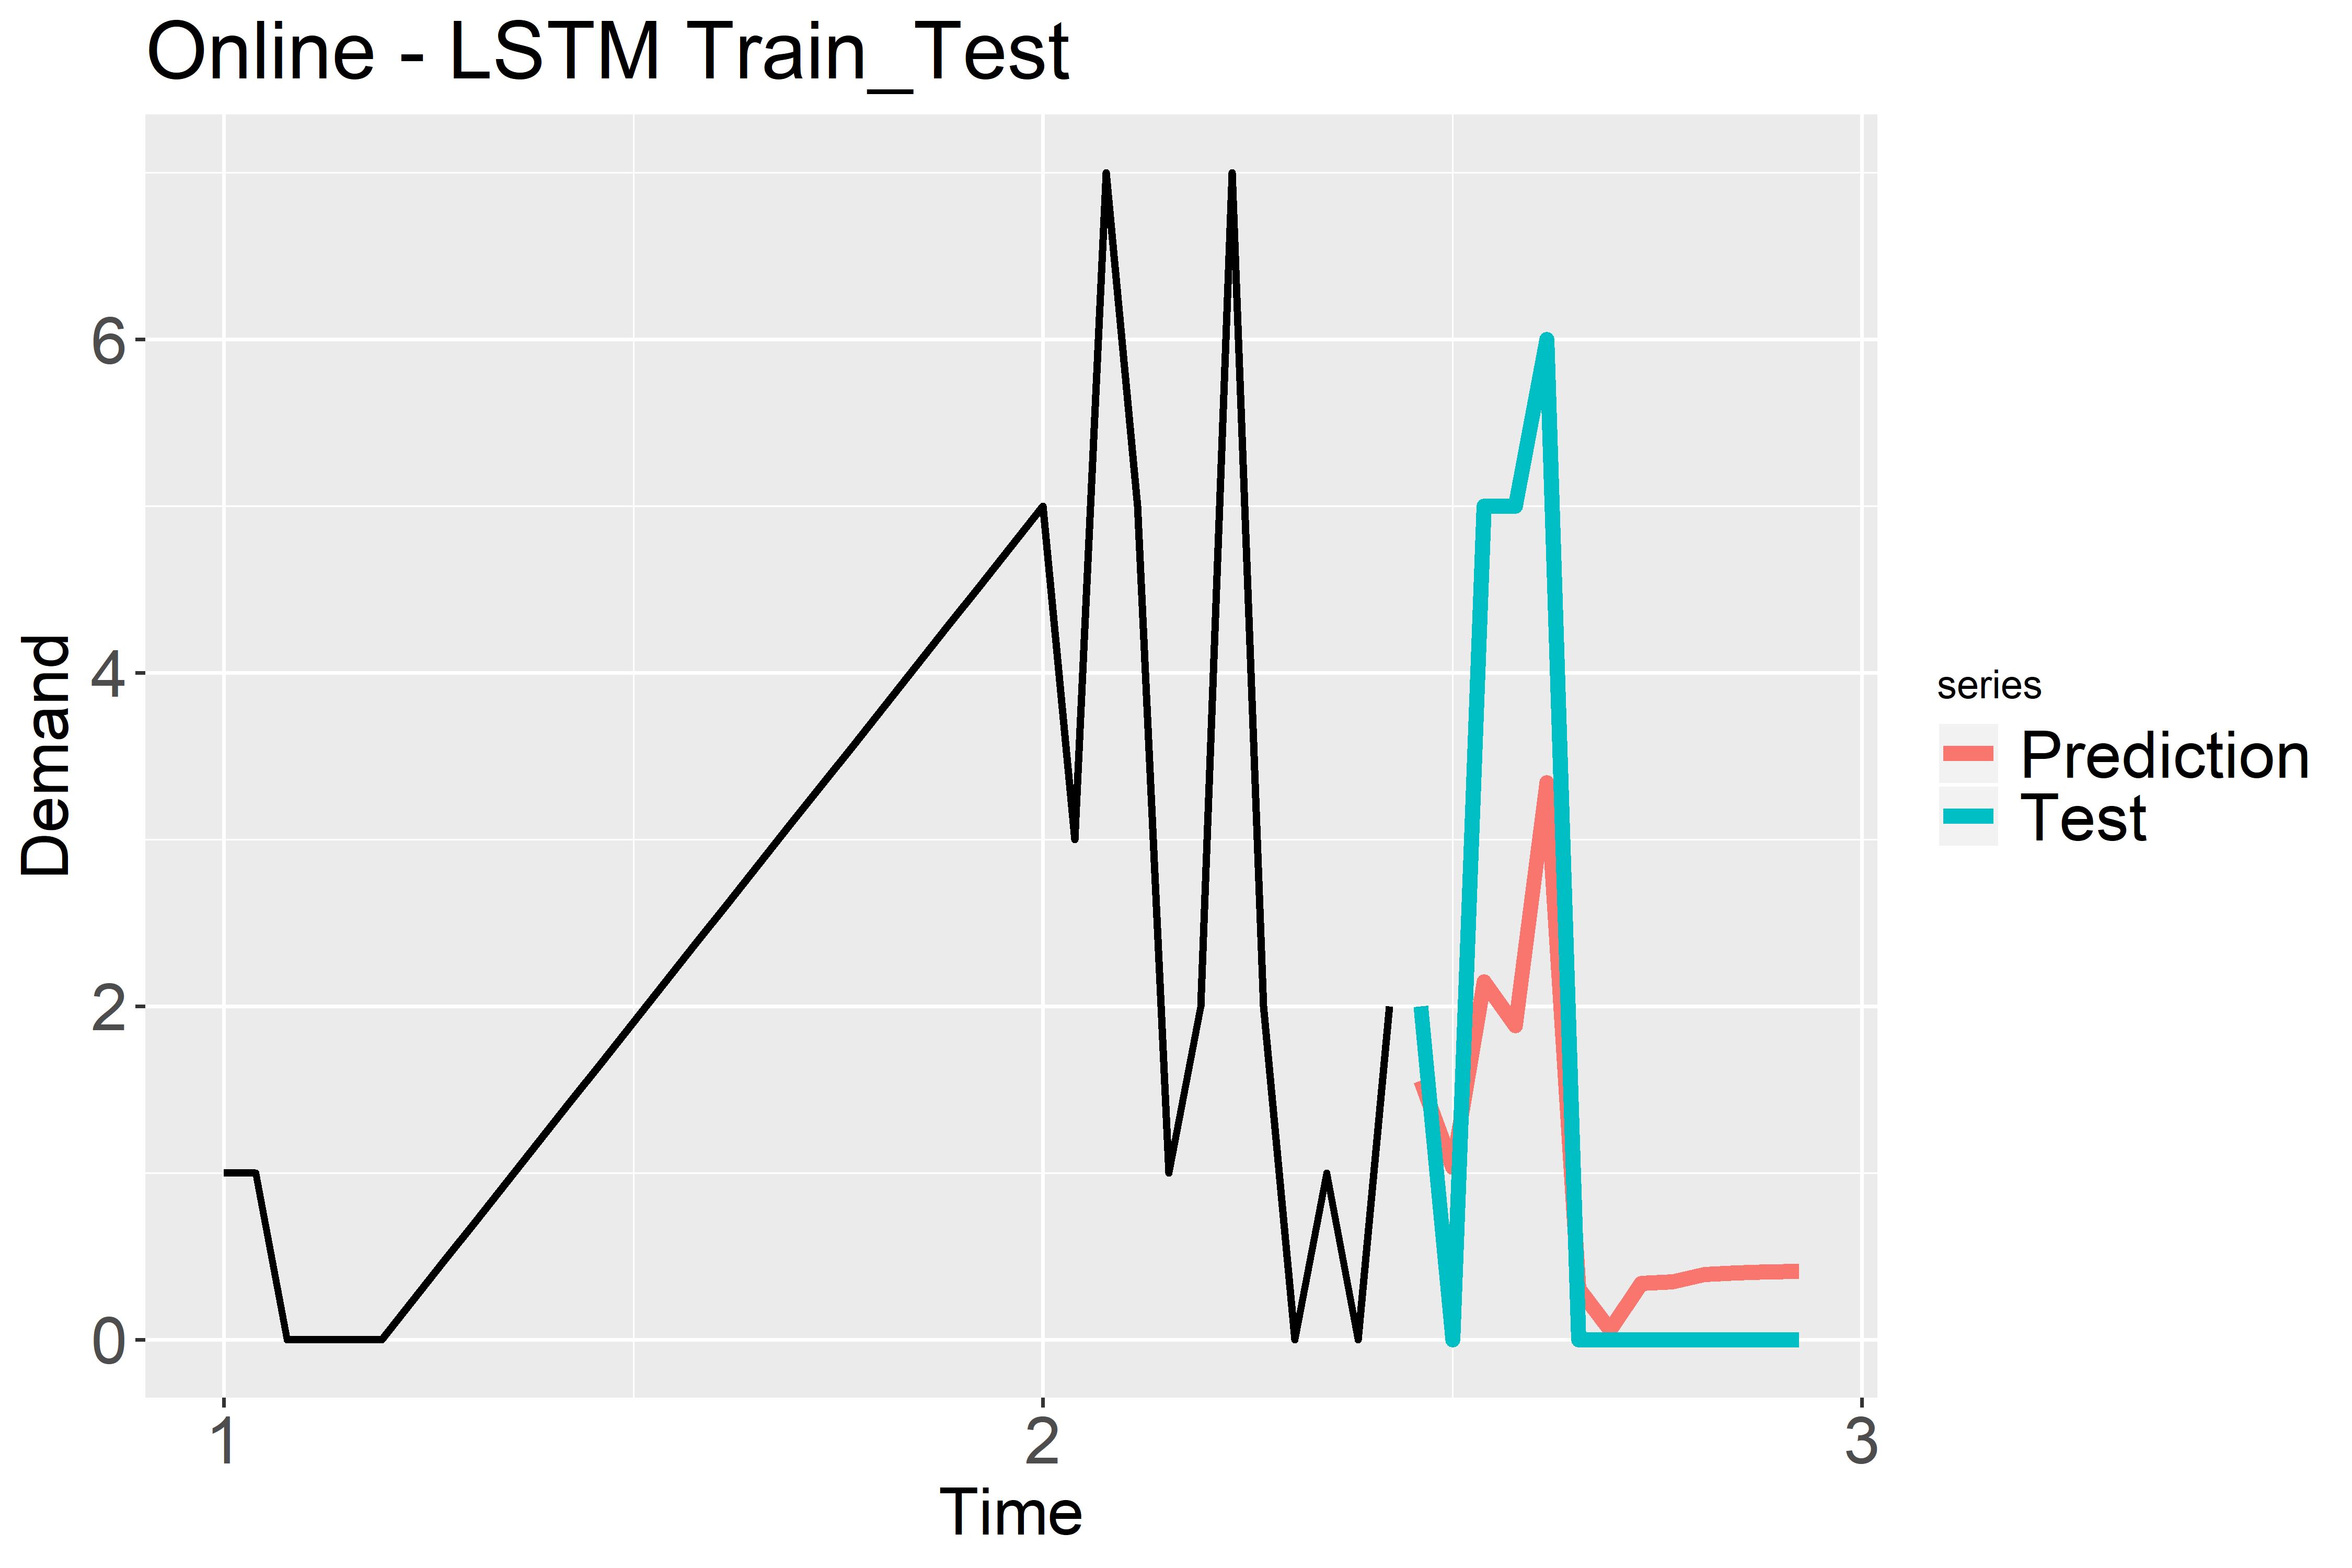 Online - LSTM Train_Test
Demand
6
4
2
0
1
2
3
Time
series
Prediction
Test